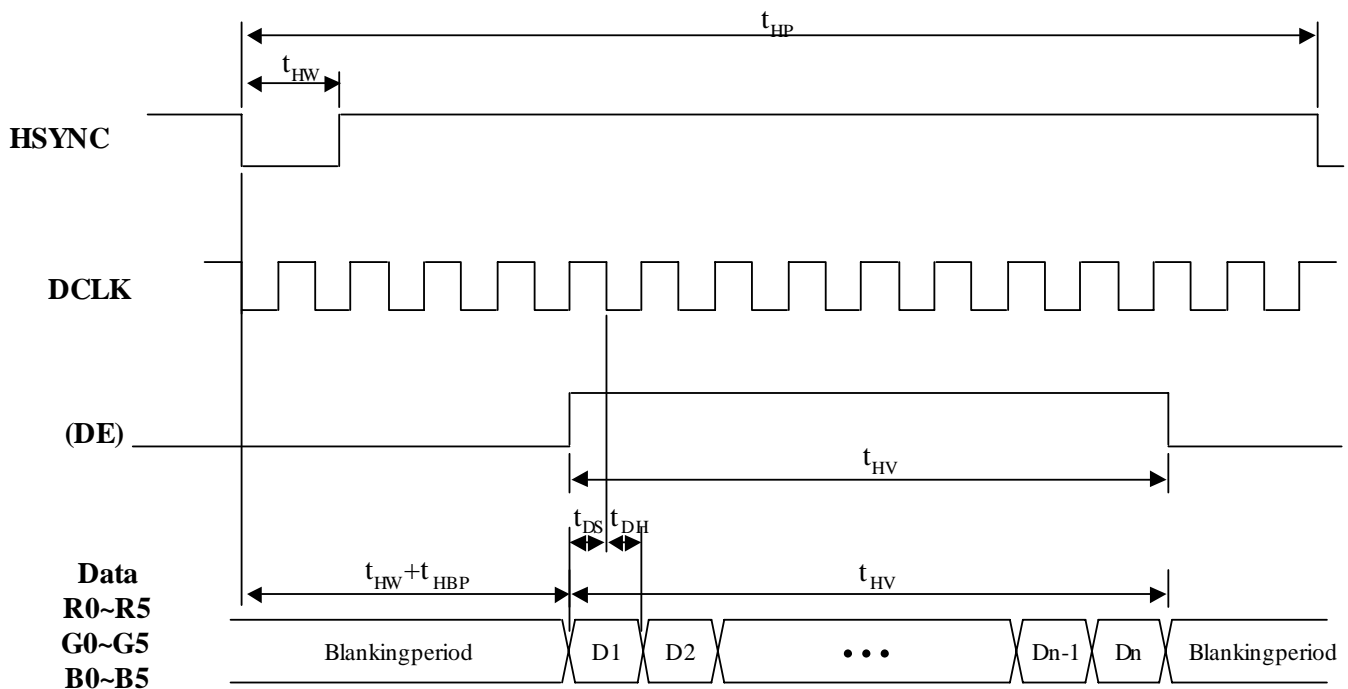 tHP
tHW
HSYNC
DCLK
(DE)
tHV
tDS tDH
tHW+tHBP tHV
Data
R0~R5
G0~G5
B0~B5
Blankingperiod D1 D2 ••• Dn-1 Dn Blankingperiod